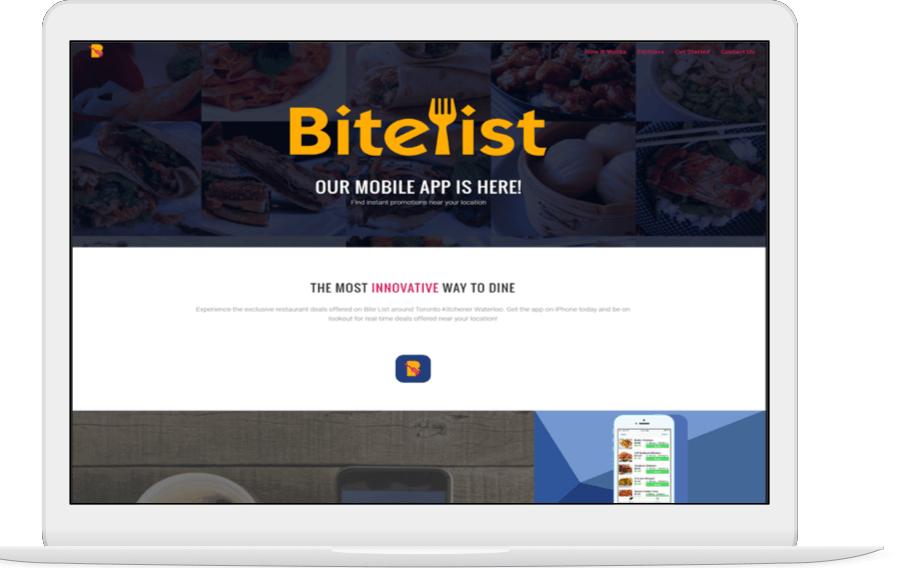 B
How It Works Features Get Started Contact Us
Bitelist
OUR MOBILE APP IS HERE!
Find instant promotions near your location
THE MOST INNOVATIVE WAY TO DINE
Experience the exclusive restaurant deals offered on Bite List around Toronto Kitchener Waterloo. Get the app on iPhone today and be on
lookout for real time deals offered near your location!
B